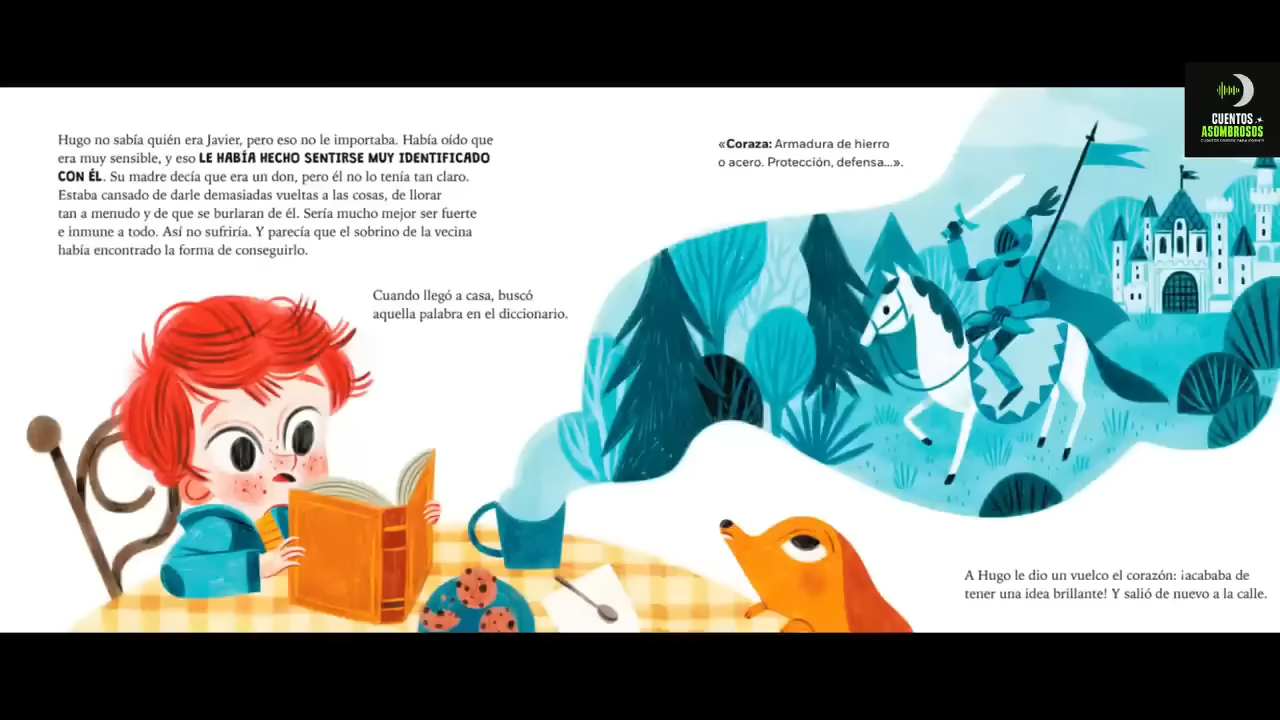 Hugo no sabía quién era Javier, pero eso no le importaba. Había oído que
era muy sensible, y eso LE HABÍA HECHO SENTIRSE MUY IDENTIFICADO
CON ÉL. Su madre decía que era un don, pero él no lo tenía tan claro.
Estaba cansado de darle demasiadas vueltas a las cosas, de llorar
tan a menudo y de que se burlaran de él. Sería mucho mejor ser fuerte
e inmune a todo. Así no sufriría. Y parecía que el sobrino de la vecina
había encontrado la forma de conseguirlo.
Cuando llegó a casa, buscó
aquella palabra en el diccionario.
«Coraza: Armadura de hierro
o acero. Protección, defensa...».
A Hugo le dio un vuelco el corazón: ¡acababa de
tener una idea brillante! Y salió de nuevo a la calle.
CUENTOS
ASOMBROSOS